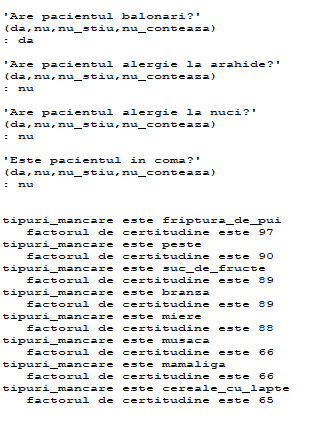 'Are pacientul balonari?'
(da,nu,nu_stiu,nu_conteaza)
: da
'Are pacientul alergie la arahide?'
(da,nu,nu_stiu,nu_conteaza)
: nu
'Are pacientul alergie la nuci?'
(da,nu,nu_stiu,nu_conteaza)
: nu
'Este pacientul in coma?'
(da,nu,nu_stiu,nu_conteaza)
: nu
tipuri_mancare este friptura_de_pui
factorul de certitudine este 97
tipuri_mancare este peste
factorul de certitudine este 90
tipuri_mancare este suc_de_fructe
factorul de certitudine este 89
tipuri_mancare este branza
factorul de certitudine este 89
tipuri_mancare este miere
factorul de certitudine este 88
tipuri_mancare este musaca
factorul de certitudine este 66
tipuri_mancare este mamaliga
factorul de certitudine este 66
tipuri_mancare este cereale_cu_lapte
factorul de certitudine este 65